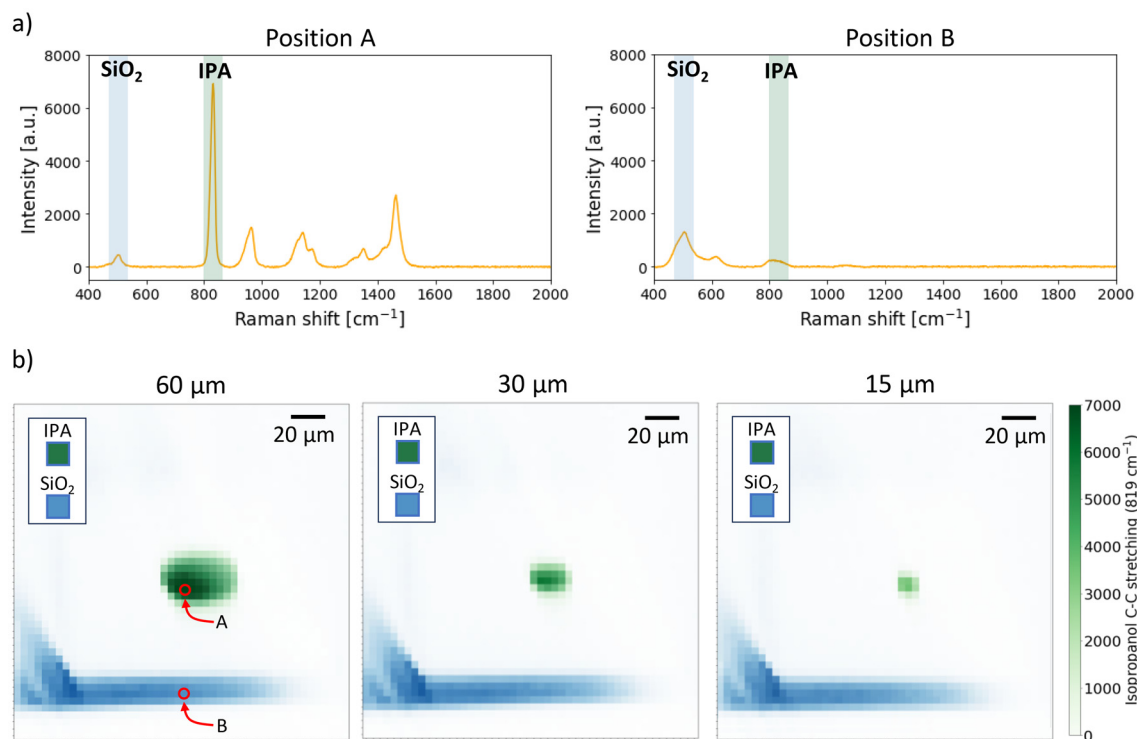 a)
Position A
Position B
8000
6000
4000
2000
0
Intensity [a.u.]
SiO₂
IPA
400 600 800 1000 1200 1400 1600 1800 2000
Raman shift [cm⁻¹]
8000
6000
4000
2000
0
Intensity [a.u.]
SiO₂
IPA
400 600 800 1000 1200 1400 1600 1800 2000
Raman shift [cm⁻¹]
b)
60 µm
30 µm
15 µm
IPA
SiO₂
20 µm
A
B
IPA
SiO₂
20 µm
IPA
SiO₂
20 µm
7000
6000
5000
4000
3000
2000
1000
0
Isopropanol C-C stretching (819 cm⁻¹)